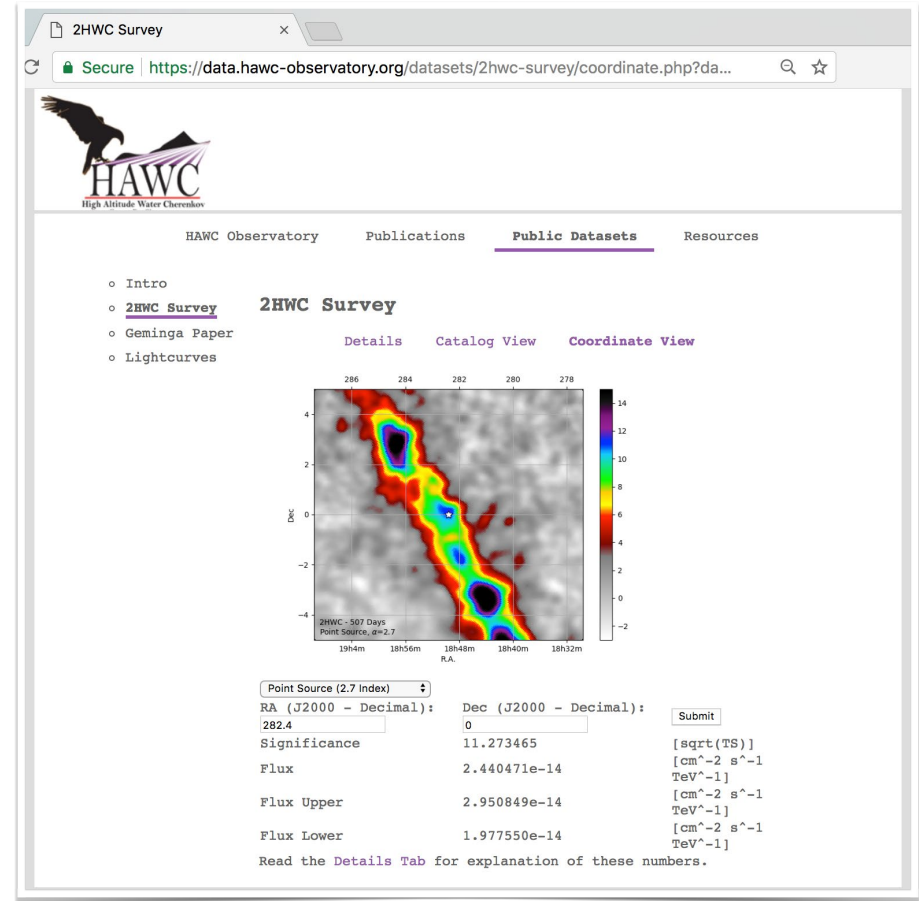 2HWC Survey
Secure https://data.hawc-observatory.org/datasets/2hwc-survey/coordinate.php?da...
HAWC
High Altitude Water Cherenkov
HAWC Observatory Publications Public Datasets Resources
Intro
2HWC Survey
Geminga Paper
Lightcurves
2HWC Survey
Details Catalog View Coordinate View
286 284 282 280 278
4
2
0
−2
−4
Dec
14
12
10
8
6
4
2
0
−2
2HWC - 507 Days
Point Source, α=2.7
19h4m 18h56m 18h48m 18h40m 18h32m
R.A.
Point Source (2.7 Index)
RA (J2000 - Decimal): Dec (J2000 - Decimal):
282.4 0 Submit
Significance 11.273465 [sqrt(TS)]
Flux 2.440471e-14 [cm^-2 s^-1
TeV^-1]
Flux Upper 2.950849e-14 [cm^-2 s^-1
TeV^-1]
Flux Lower 1.977550e-14 [cm^-2 s^-1
TeV^-1]
Read the Details Tab for explanation of these numbers.